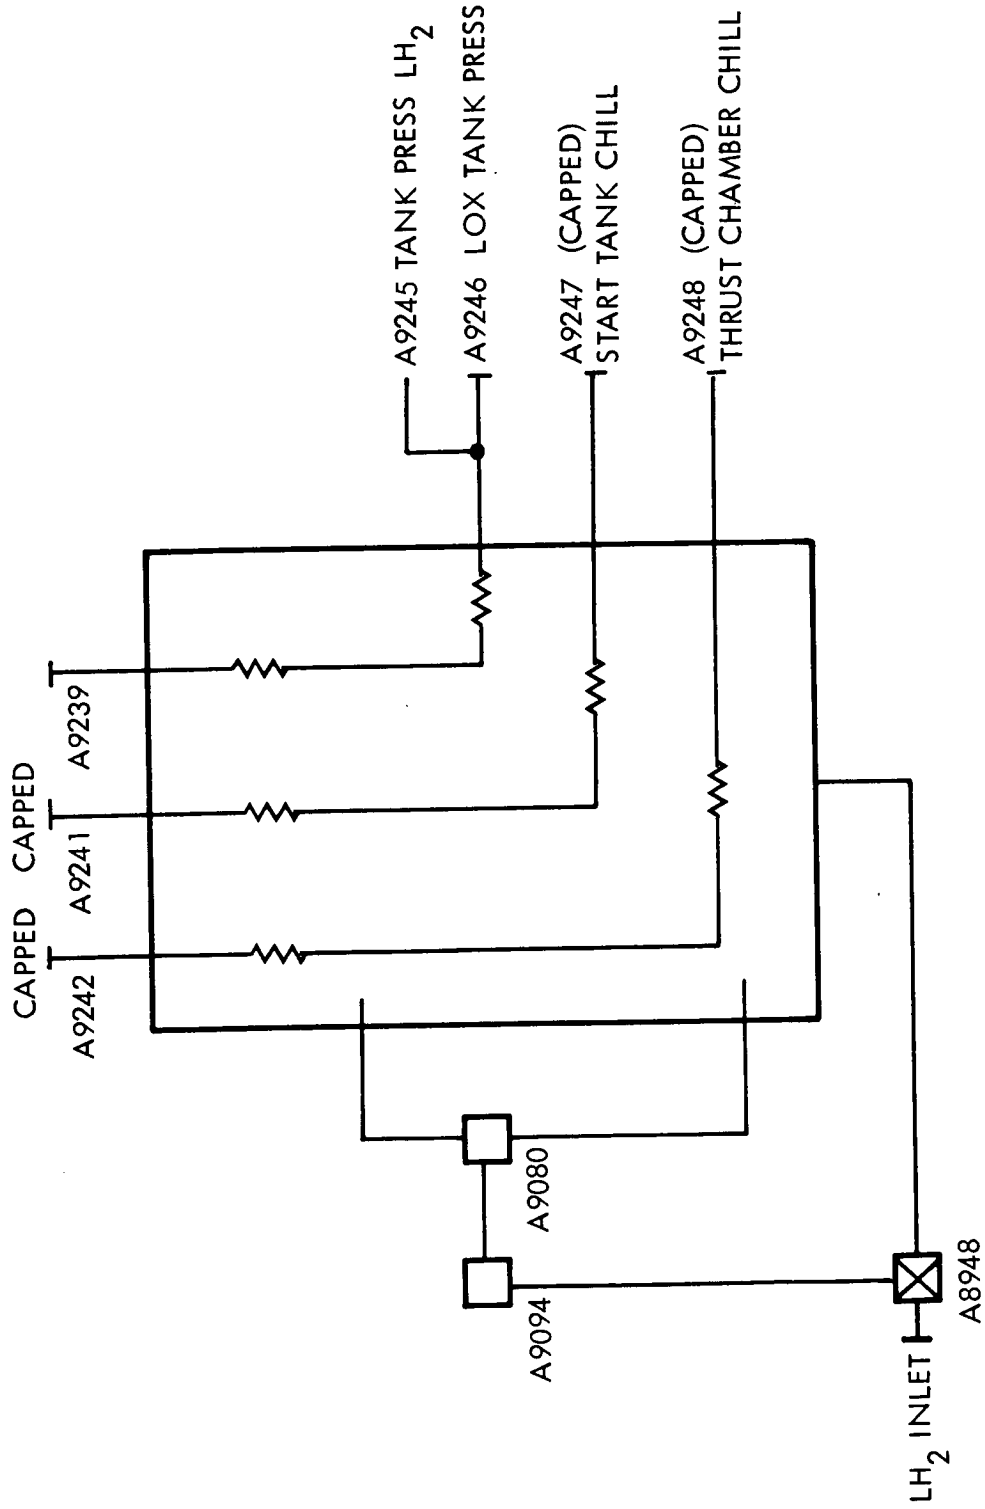 CAPPED CAPPED
A9242
A9241
A9239
A9245 TANK PRESS LH2
A9246 LOX TANK PRESS
A9247 (CAPPED)
START TANK CHILL
A9248 (CAPPED)
THRUST CHAMBER CHILL
A9080
A9094
A8948
LH2 INLET